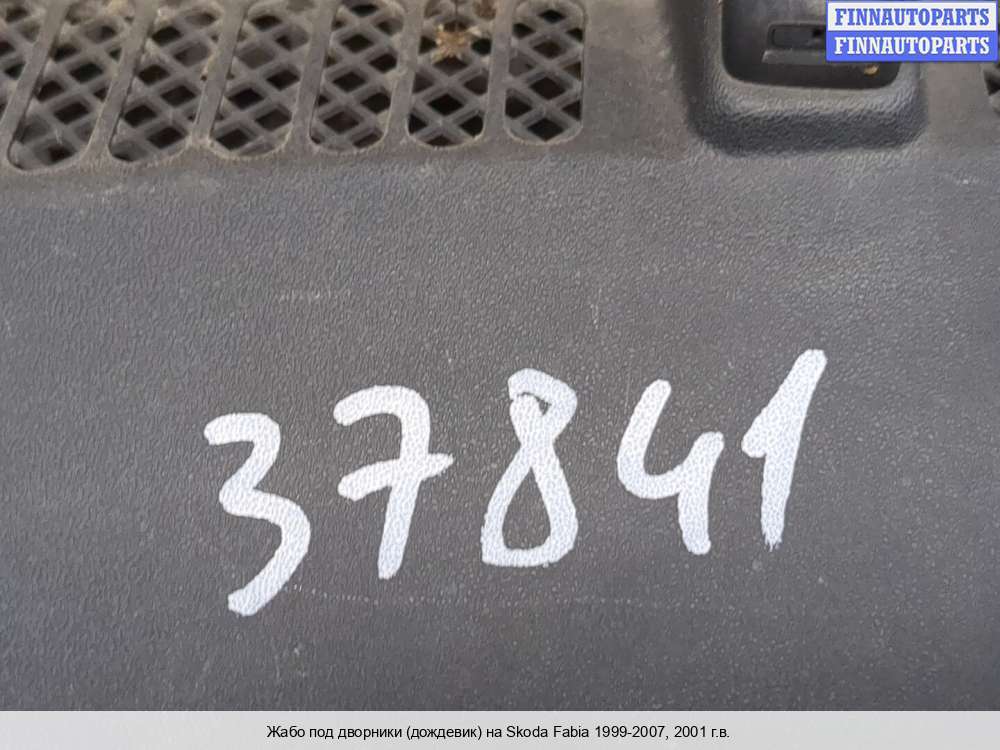 FINNAUTOPARTS
FINNAUTOPARTS
37841
Жабо под дворники (дождевик) на Skoda Fabia 1999-2007, 2001 г.в.